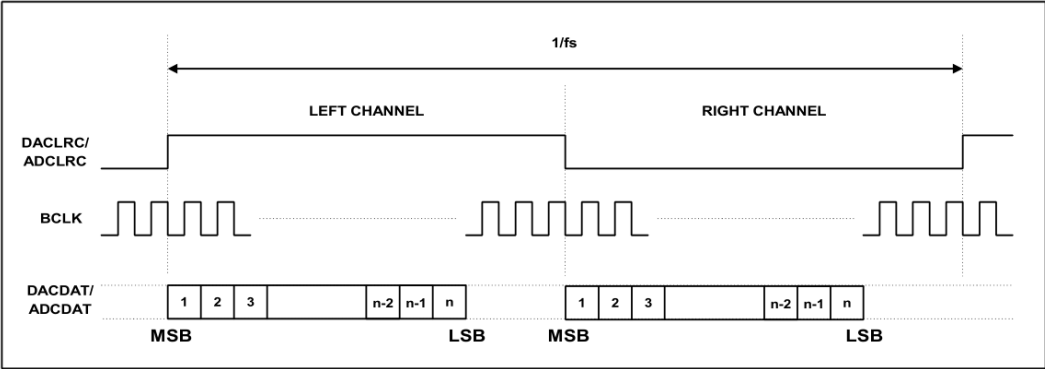 1/fs
LEFT CHANNEL RIGHT CHANNEL
DACLRC/
ADCLRC
BCLK
DACDAT/
ADCDAT
1 2 3 n-2 n-1 n 1 2 3 n-2 n-1 n
MSB LSB MSB LSB